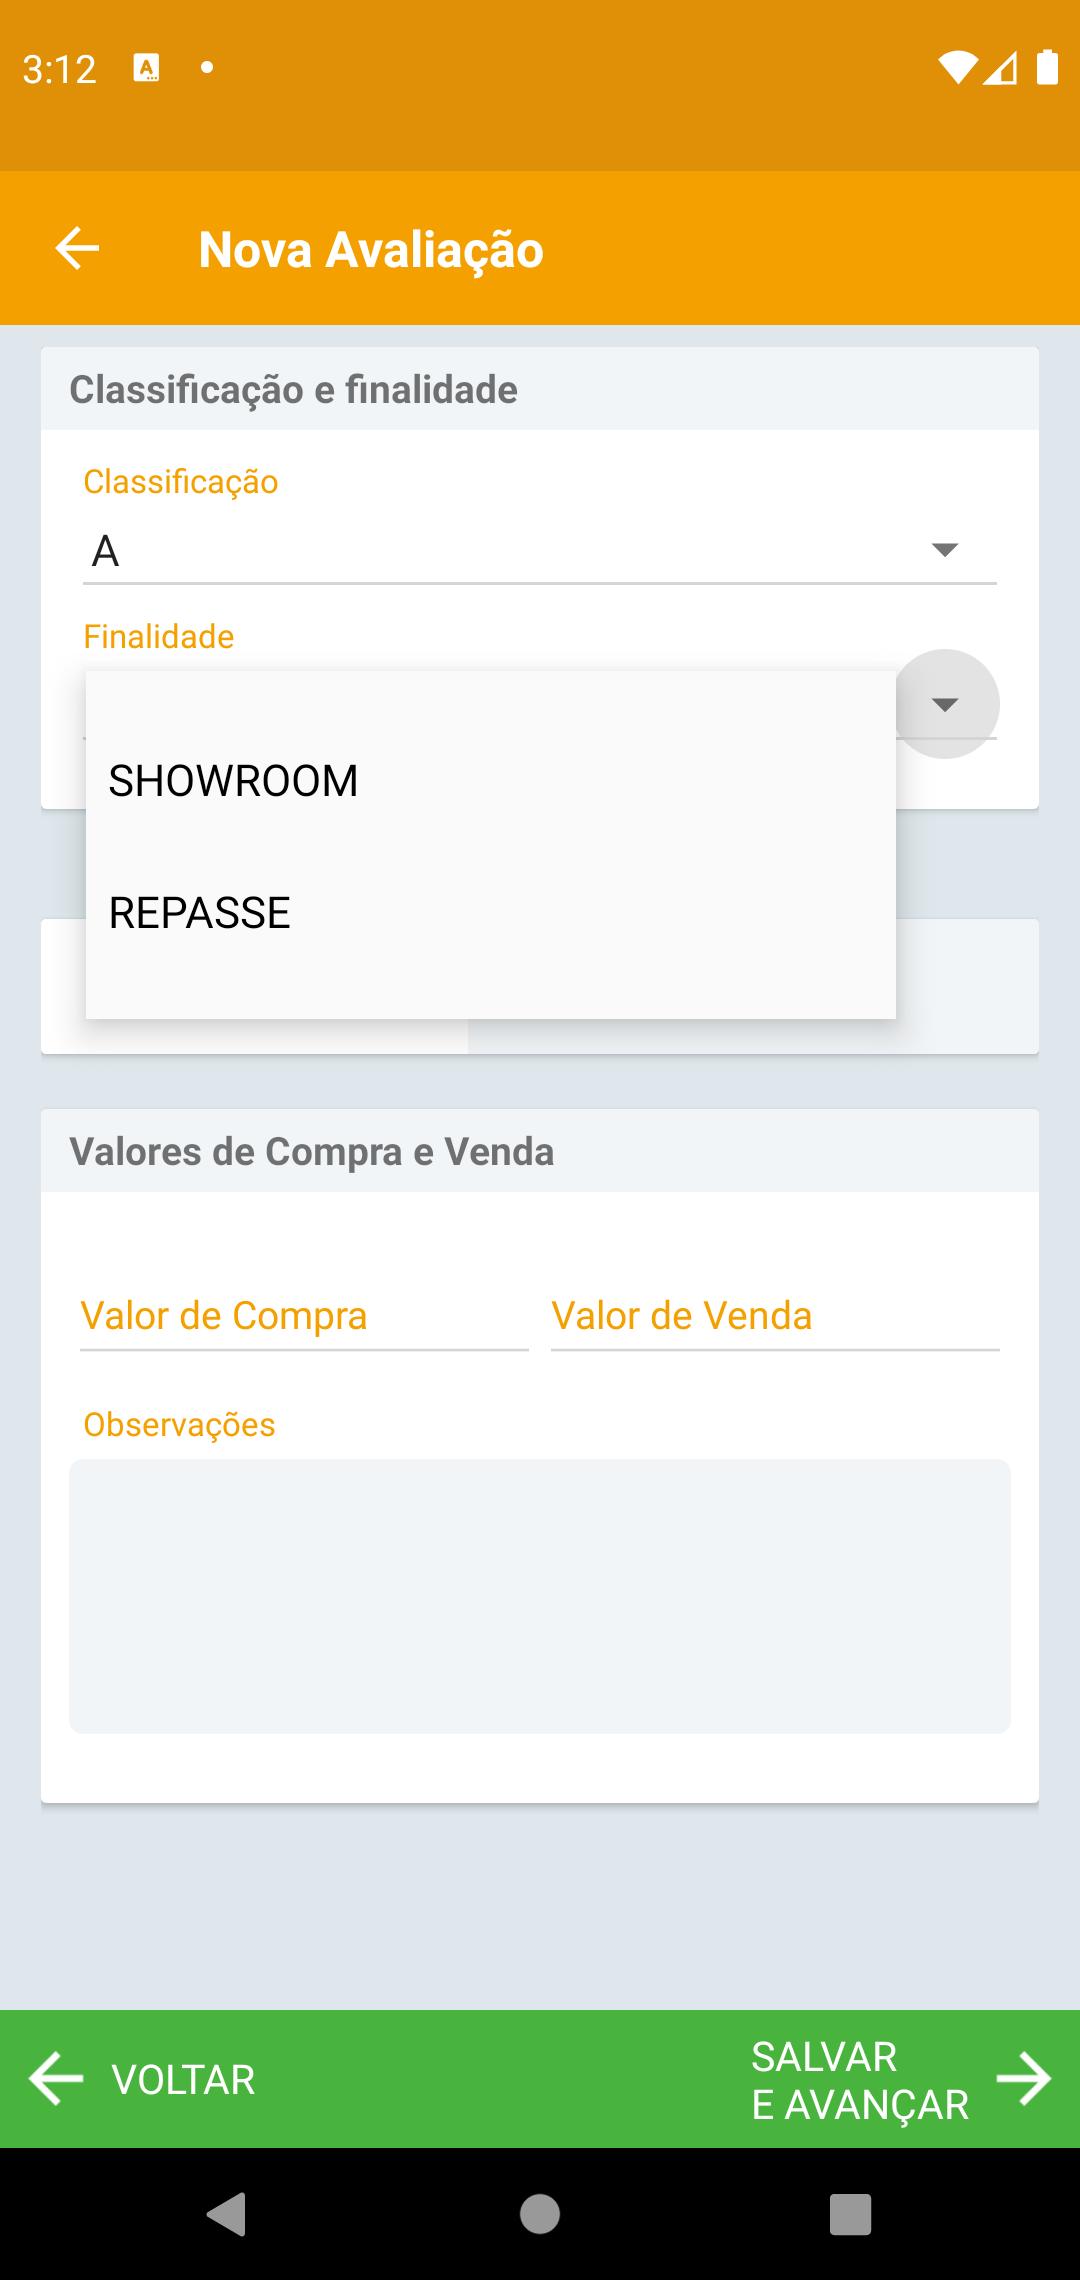 3:12
Nova Avaliação
Classificação e finalidade
Classificação
A
Finalidade
SHOWROOM
REPASSE
Valores de Compra e Venda
Valor de Compra
Valor de Venda
Observações
VOLTAR
SALVAR
E AVANÇAR